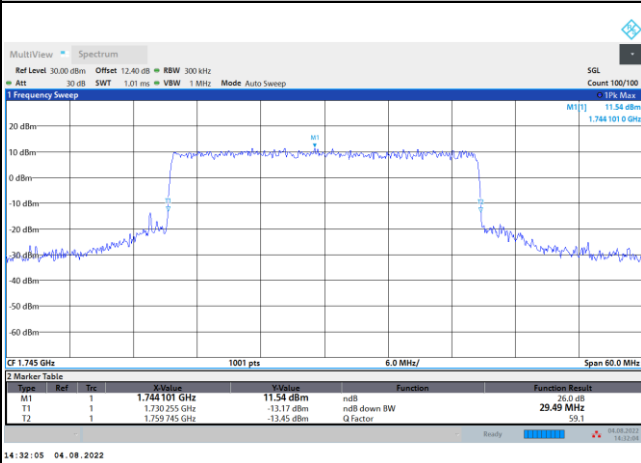 MultiView Spectrum
Ref Level 30.00 dBm Offset 12.40 dB RBW 300 kHz SGL
Att 30 dB SWT 1.01 ms VBW 1 MHz Mode Auto Sweep Count 100/100
1 Frequency Sweep 1Pk Max
M1[1] 11.54 dBm
1.744 101 0 GHz
20 dBm
M1
10 dBm
0 dBm
-10 dBm
-20 dBm
-30 dBm
-40 dBm
-50 dBm
-60 dBm
CF 1.745 GHz 1001 pts 6.0 MHz/ Span 60.0 MHz
2 Marker Table
Type Ref Trc X-Value Y-Value Function Function Result
M1 1 1.744 101 GHz 11.54 dBm ndB 26.0 dB
T1 1 1.730 255 GHz -13.17 dBm ndB down BW 29.49 MHz
T2 1 1.759 745 GHz -13.45 dBm Q Factor 59.1
Ready 04.08.2022
14:32:04
14:32:05 04.08.2022